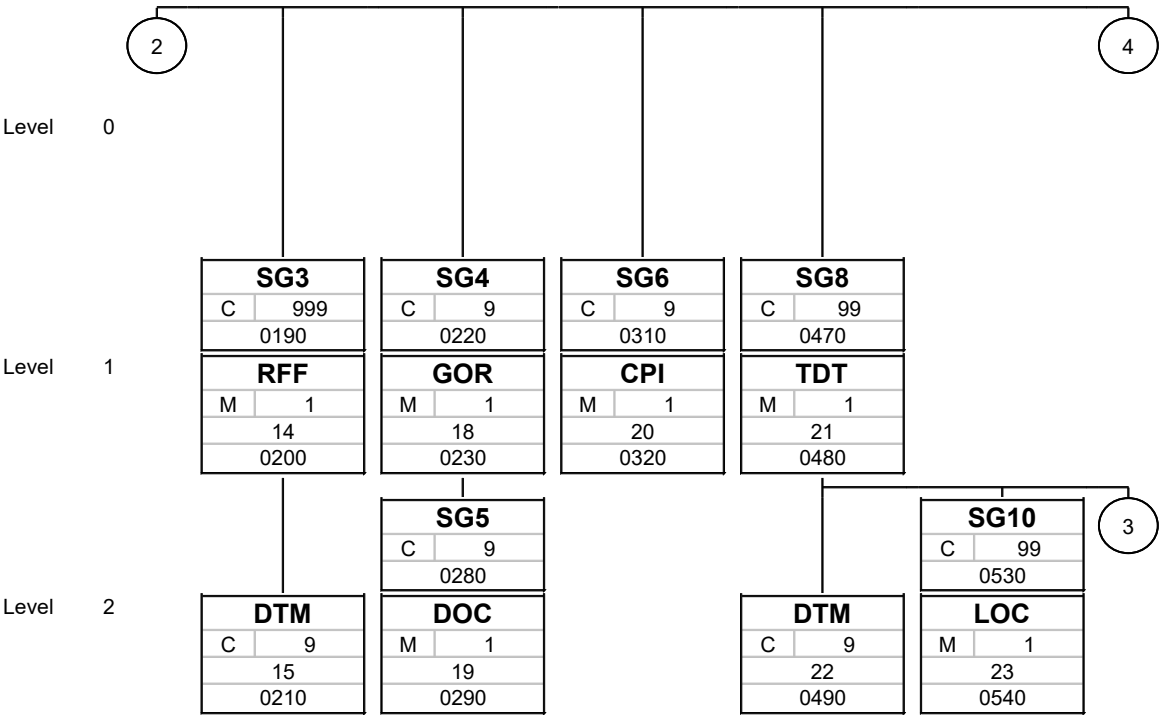 2 4
Level 0
SG3 SG4 SG6 SG8
C 999 C 9 C 9 C 99
0190 0220 0310 0470
Level 1
RFF GOR CPI TDT
M 1 M 1 M 1 M 1
14 18 20 21
0200 0230 0320 0480
SG5 SG10 3
C 9 C 99
0280 0530
Level 2
DTM DOC DTM LOC
C 9 M 1 C 9 M 1
15 19 22 23
0210 0290 0490 0540